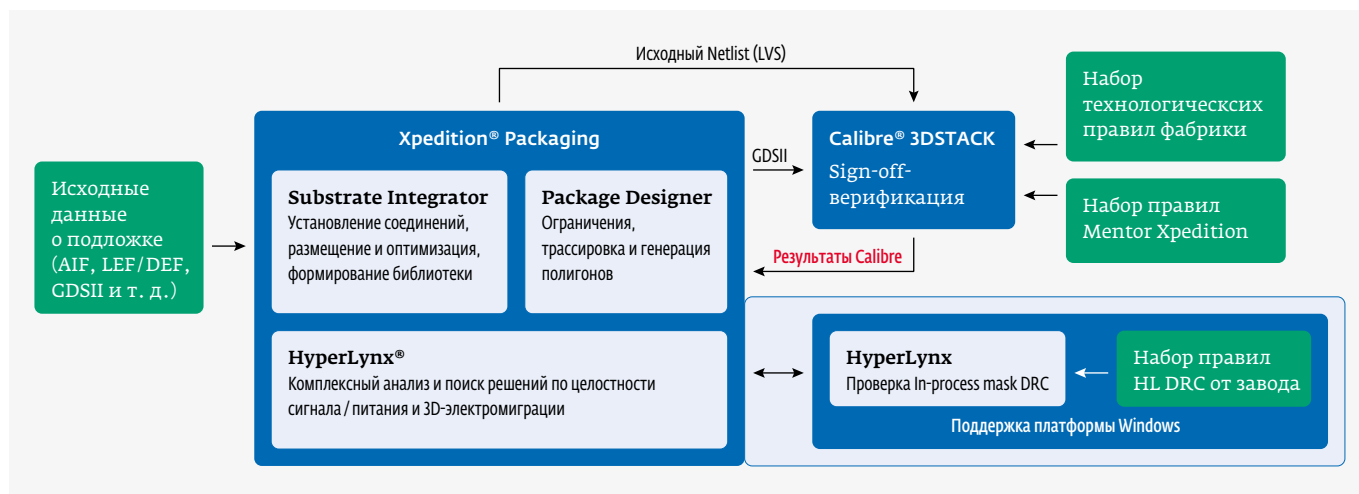 Исходный Netlist (LVS)
Исходные
данные
о подложке
(AIF, LEF/DEF,
GDSII и т. д.)
Xpedition® Packaging
Substrate Integrator
Установление соединений,
размещение и оптимизация,
формирование библиотеки
Package Designer
Ограничения,
трассировка и генерация
полигонов
HyperLynx®
Комплексный анализ и поиск решений по целостности
сигнала / питания и 3D-электромиграции
GDSII
Результаты Calibre
Calibre® 3DSTACK
Sign-off-
верификация
Набор
технологическсих
правил фабрики
Набор правил
Mentor Xpedition
HyperLynx
Проверка In-process mask DRC
Набор правил
HL DRC от завода
Поддержка платформы Windows